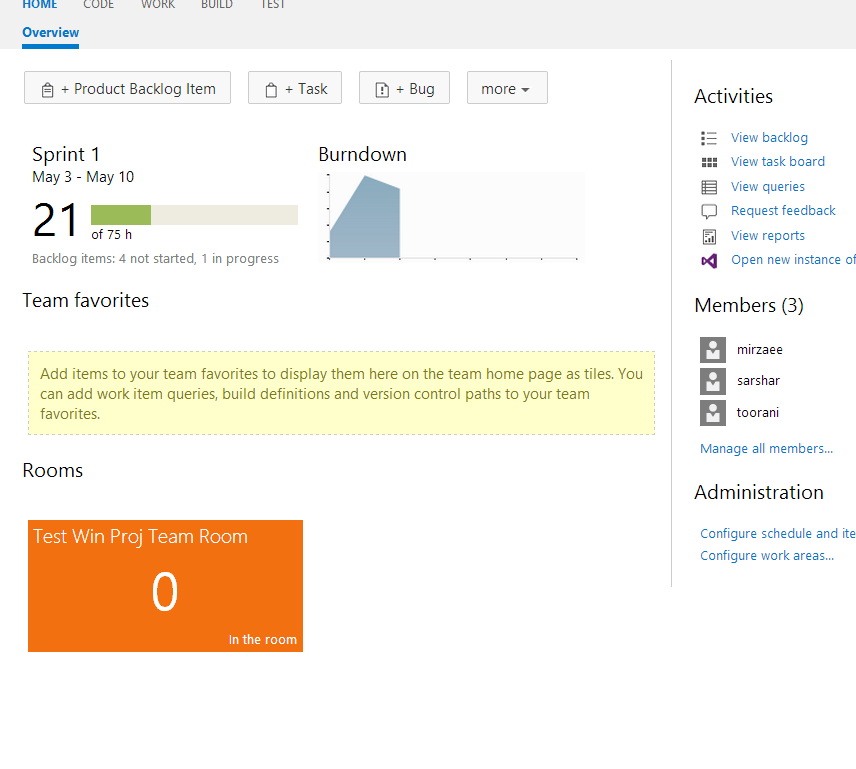 HOME CODE WORK BUILD TEST
Overview
+ Product Backlog Item + Task + Bug more
Sprint 1
May 3 - May 10
21
of 75 h
Backlog items: 4 not started, 1 in progress
Burndown
Team favorites
Add items to your team favorites to display them here on the team home page as tiles. You
can add work item queries, build definitions and version control paths to your team
favorites.
Rooms
Test Win Proj Team Room
0
In the room
Activities
View backlog
View task board
View queries
Request feedback
View reports
Open new instance of
Members (3)
mirzaee
sarshar
toorani
Manage all members...
Administration
Configure schedule and ite
Configure work areas...